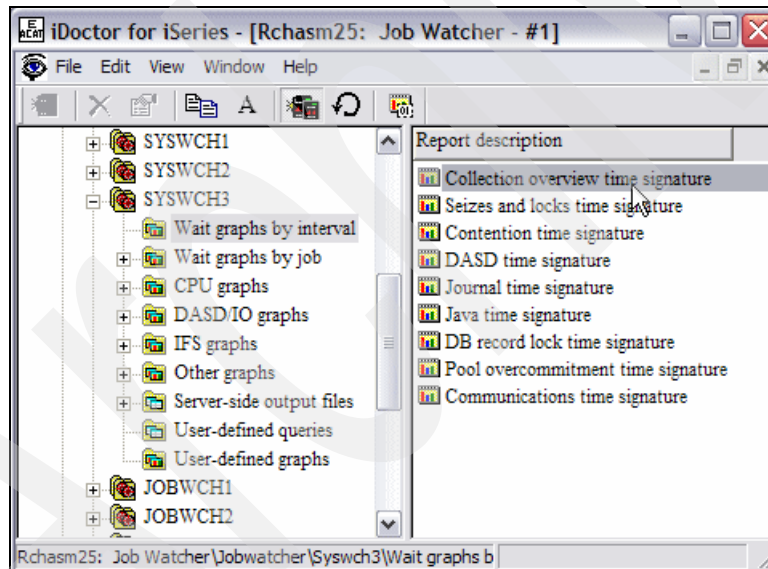 iDoctor for iSeries - [Rchasm25: Job Watcher - #1]
File Edit View Window Help
SYSWCH1
SYSWCH2
SYSWCH3
Wait graphs by interval
Wait graphs by job
CPU graphs
DASD/IO graphs
IFS graphs
Other graphs
Server-side output files
User-defined queries
User-defined graphs
JOBWCH1
JOBWCH2
Report description
Collection overview time signature
Seizes and locks time signature
Contention time signature
DASD time signature
Journal time signature
Java time signature
DB record lock time signature
Pool overcommitment time signature
Communications time signature
Rchasm25: Job Watcher\Jobwatcher\Syswch3\Wait graphs b